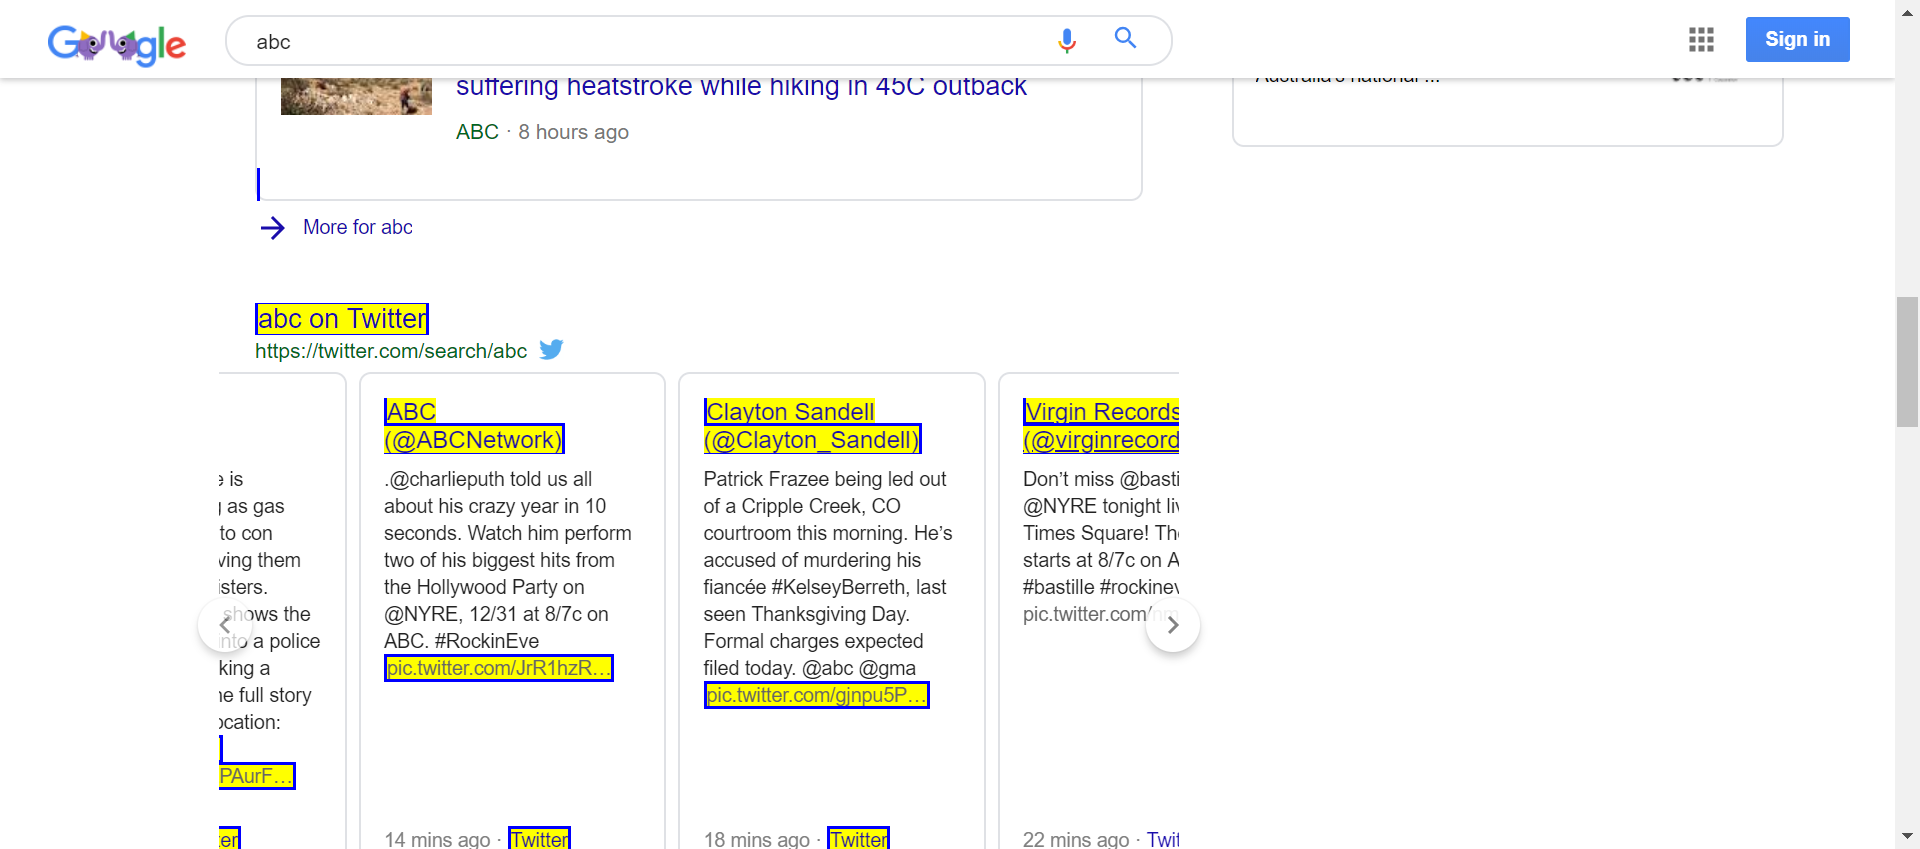 Google
abc
Sign in
suffering heatstroke while hiking in 45C outback
ABC · 8 hours ago
Australia's national ...
More for abc
abc on Twitter
https://twitter.com/search/abc
e is
as gas
to con
ving them
isters.
shows the
into a police
king a
he full story
ocation:
PAurF...
ter
ABC
(@ABCNetwork)
.@charlieputh told us all
about his crazy year in 10
seconds. Watch him perform
two of his biggest hits from
the Hollywood Party on
@NYRE, 12/31 at 8/7c on
ABC. #RockinEve
pic.twitter.com/JrR1hzR...
14 mins ago · Twitter
Clayton Sandell
(@Clayton_Sandell)
Patrick Frazee being led out
of a Cripple Creek, CO
courtroom this morning. He’s
accused of murdering his
fiancée #KelseyBerreth, last
seen Thanksgiving Day.
Formal charges expected
filed today. @abc @gma
pic.twitter.com/gjnpu5P...
18 mins ago · Twitter
Virgin Records
(@virginrecord
Don’t miss @basti
@NYRE tonight liv
Times Square! Th
starts at 8/7c on A
#bastille #rockinev
pic.twitter.com/nm
22 mins ago · Twit